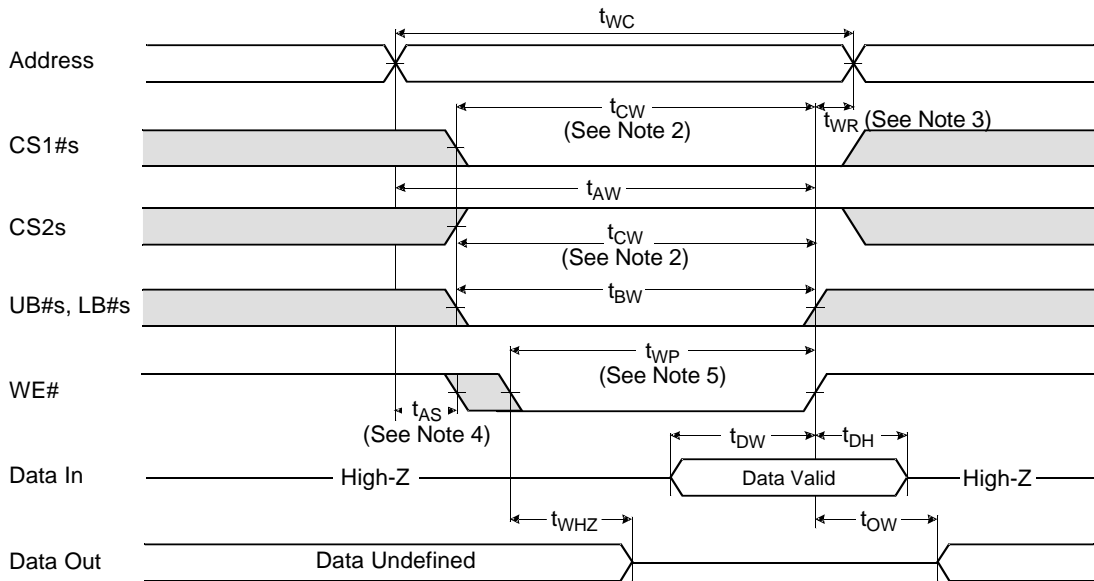 tWC
Address
tCW
(See Note 2)
tWR (See Note 3)
CS1#s
tAW
CS2s
tCW
(See Note 2)
UB#s, LB#s
tBW
WE#
tWP
(See Note 5)
tAS
(See Note 4)
tDW
tDH
Data In
High-Z
Data Valid
High-Z
tWHZ
tOW
Data Out
Data Undefined